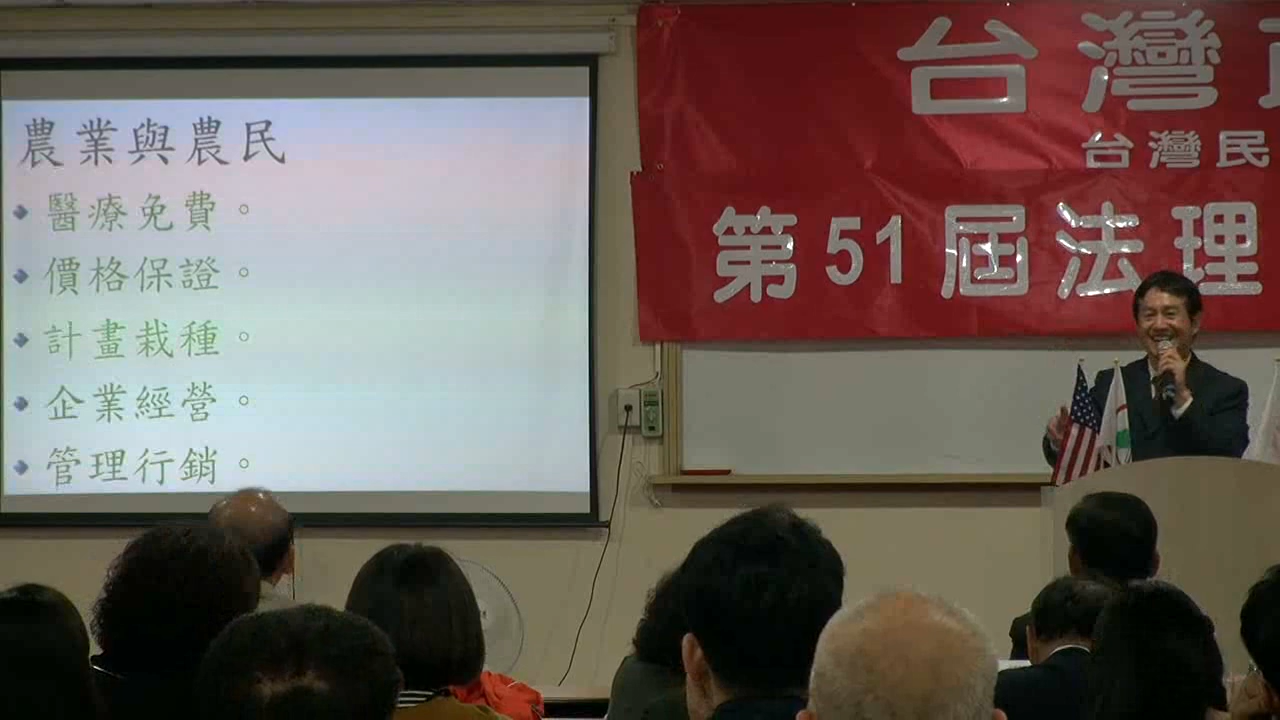 農業與農民
醫療免費。
價格保證。
計畫栽種。
企業經營。
管理行銷。
台灣
台灣民
第51屆法理